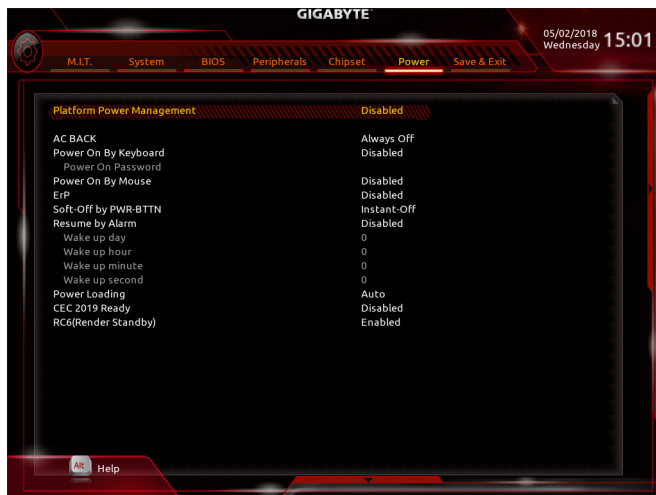 GIGABYTE™
05/02/2018
Wednesday 15:01
M.I.T. System BIOS Peripherals Chipset Power Save & Exit
Platform Power Management Disabled
AC BACK Always Off
Power On By Keyboard Disabled
Power On Password
Power On By Mouse Disabled
ErP Disabled
Soft-Off by PWR-BTTN Instant-Off
Resume by Alarm Disabled
Wake up day 0
Wake up hour 0
Wake up minute 0
Wake up second 0
Power Loading Auto
CEC 2019 Ready Disabled
RC6(Render Standby) Enabled
Alt Help